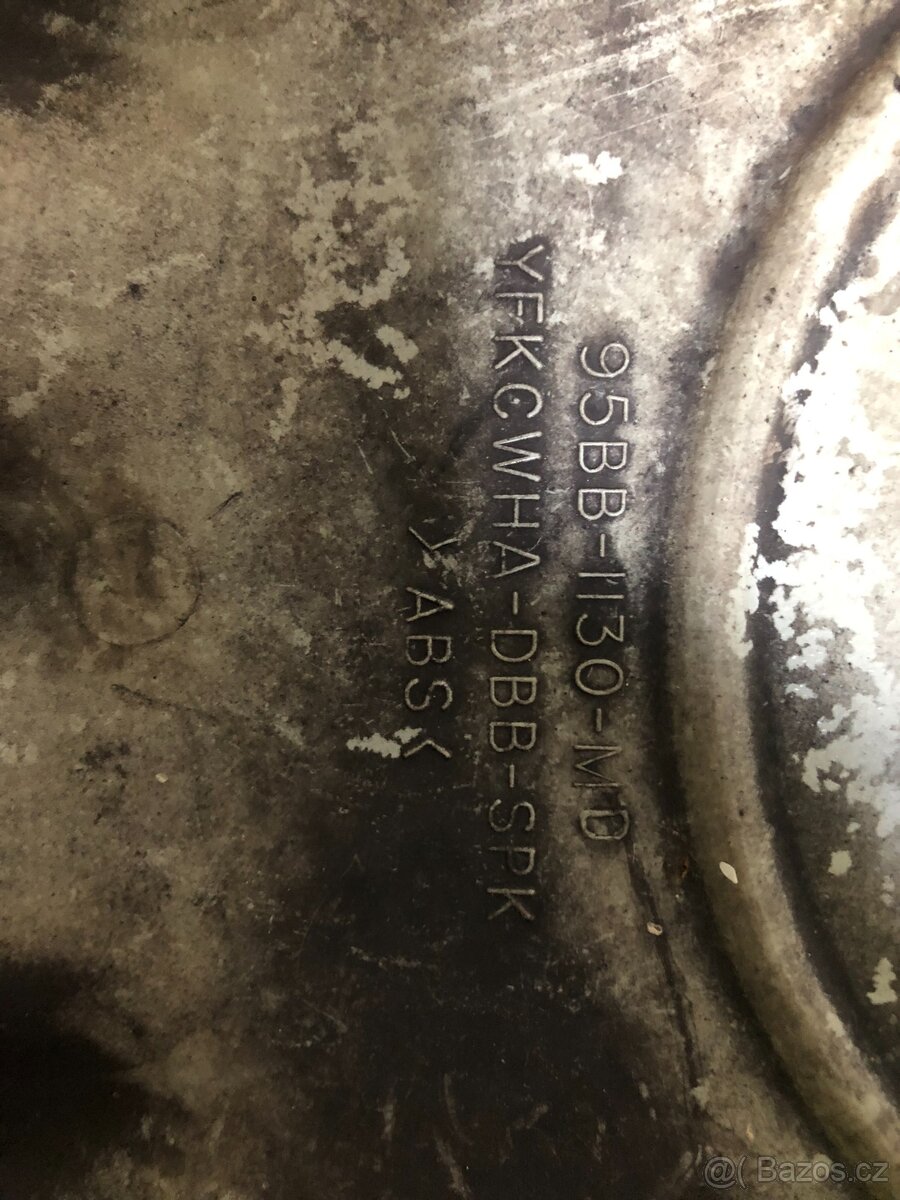 95BB-1130-MD
YFKCWHA-DBB-SPK
>ABS<
@( Bazos.cz